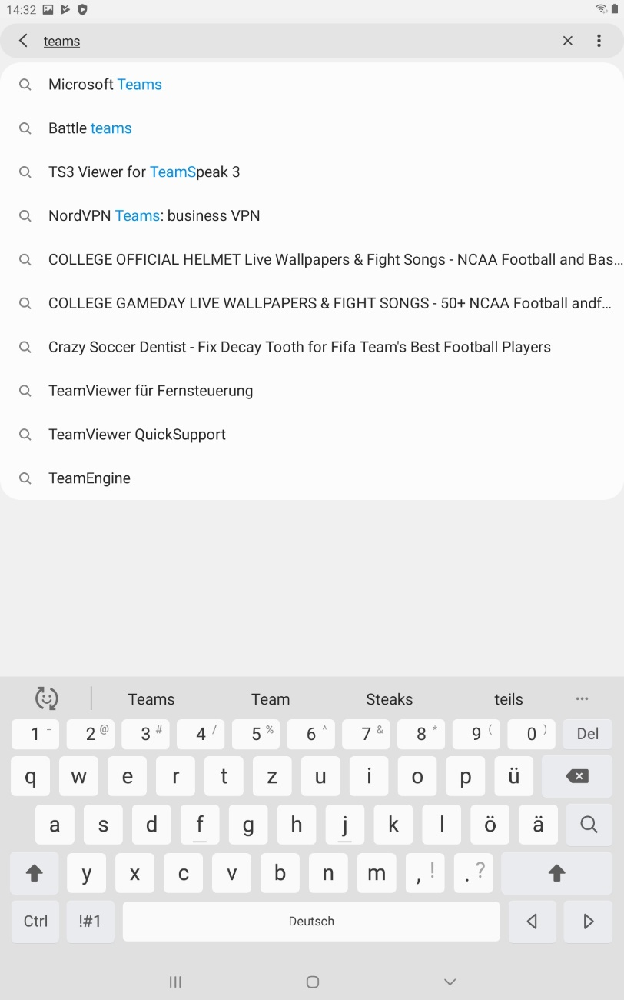 14:32
teams
Microsoft Teams
Battle teams
TS3 Viewer for TeamSpeak 3
NordVPN Teams: business VPN
COLLEGE OFFICIAL HELMET Live Wallpapers & Fight Songs - NCAA Football and Bas...
COLLEGE GAMEDAY LIVE WALLPAPERS & FIGHT SONGS - 50+ NCAA Football andf...
Crazy Soccer Dentist - Fix Decay Tooth for Fifa Team's Best Football Players
TeamViewer für Fernsteuerung
TeamViewer QuickSupport
TeamEngine
Teams Team Steaks teils ...
1 - 2 @ 3 # 4 / 5 % 6 ^ 7 & 8 * 9 ( 0 ) Del
q w e r t z u i o p ü
a s d f g h j k l ö ä
y x c v b n m , ! . ?
Ctrl !#1 Deutsch